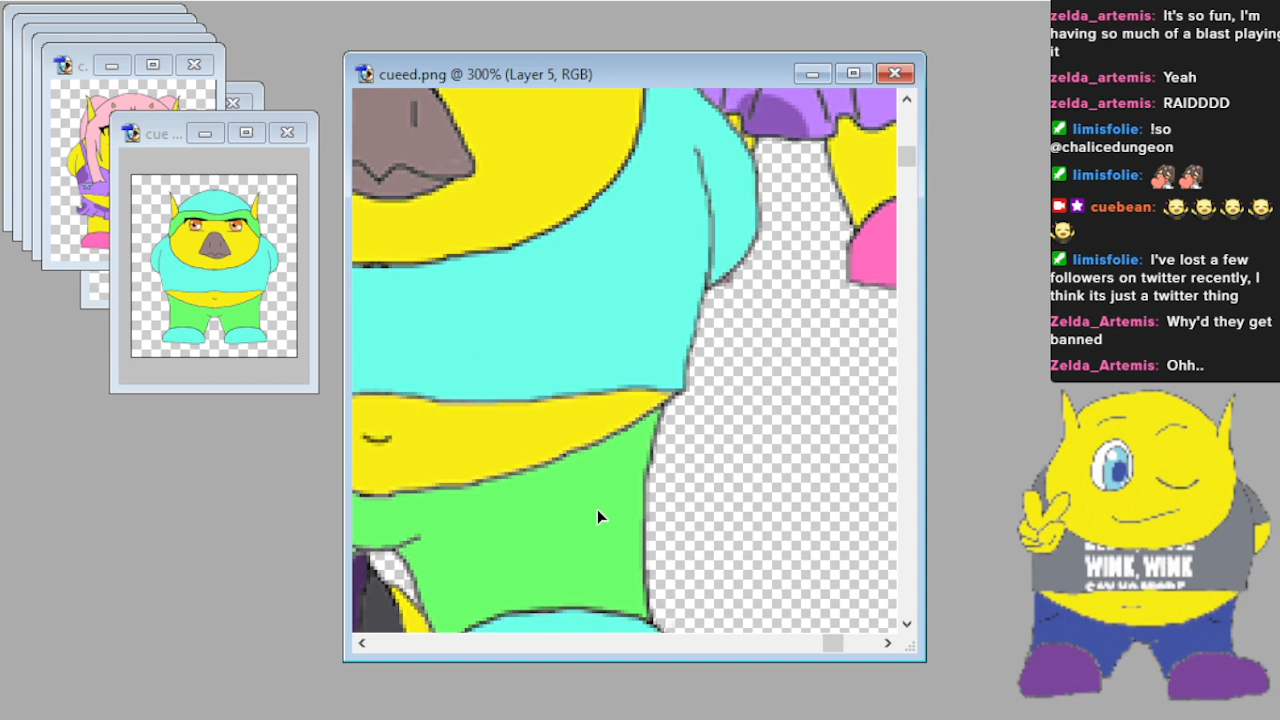 c.
cue ...
cueed.png @ 300% (Layer 5, RGB)
zelda_artemis: It's so fun, I'm
having so much of a blast playing
it
zelda_artemis: Yeah
zelda_artemis: RAIDDDD
limisfolie: !so
@chalicedungeon
limisfolie:
cuebean:
limisfolie: I've lost a few
followers on twitter recently, I
think its just a twitter thing
Zelda_Artemis: Why'd they get
banned
Zelda_Artemis: Ohh..
WINK, WINK